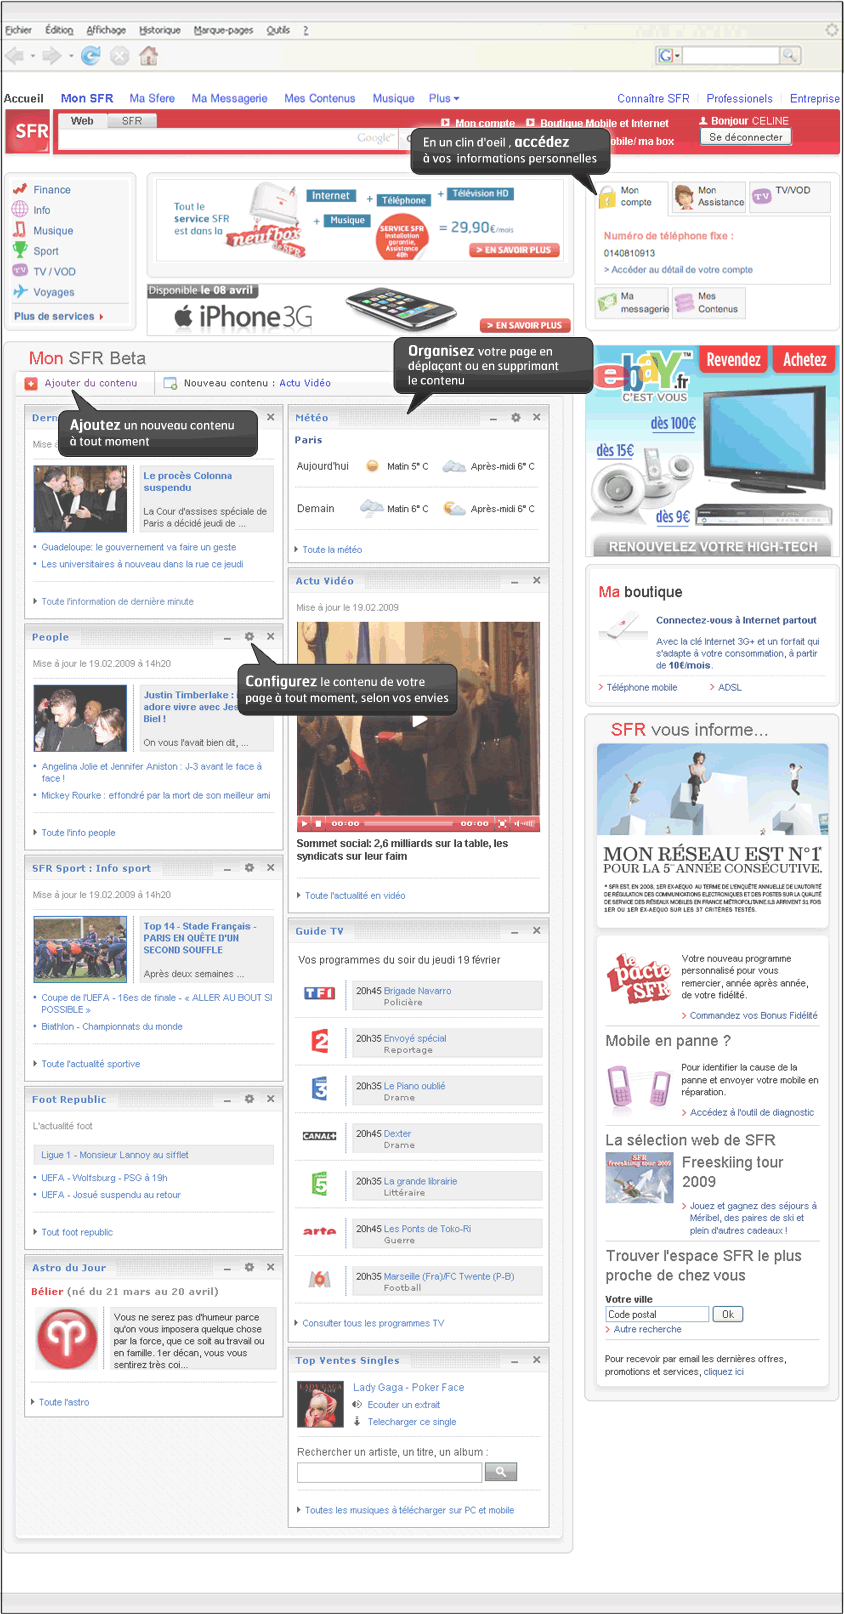 Fichier Édition Affichage Historique Marque-pages Outils ?
G
Accueil Mon SFR Ma Sfere Ma Messagerie Mes Contenus Musique Plus
Connaître SFR Professionels Entreprise
SFR
Web SFR
Google™
Mon compte Boutique Mobile et Internet
obile/ ma box
Bonjour CELINE
Se déconnecter
En un clin d'oeil , accédez
à vos informations personnelles
Finance
Info
Musique
Sport
TV / VOD
Voyages
Plus de services
Tout le
service SFR
est dans la
neufbox
de SFR
Internet + Téléphone + Télévision HD
+ Musique
SERVICE SFR
Installation
garantie,
Assistance
48h
= 29,90€/mois
> EN SAVOIR PLUS
Disponible le 08 avril
iPhone 3G
> EN SAVOIR PLUS
Mon
compte
Mon
Assistance
TV/VOD
Numéro de téléphone fixe :
0140810913
> Accéder au détail de votre compte
Ma
messagerie
Mes
Contenus
Mon SFR Beta
Ajouter du contenu
Nouveau contenu : Actu Vidéo
Organisez votre page en
déplaçant ou en supprimant
le contenu
Ajoutez un nouveau contenu
à tout moment
Dern
Mise à
Le procès Colonna
suspendu
La Cour d'assises spéciale de
Paris a décidé jeudi de ...
Guadeloupe: le gouvernement va faire un geste
Les universitaires à nouveau dans la rue ce jeudi
Toute l'information de dernière minute
People
Mise à jour le 19.02.2009 à 14h20
Justin Timberlake :
adore vivre avec Jes
Biel !
On vous l'avait bien dit, ...
Angelina Jolie et Jennifer Aniston : J-3 avant le face à
face !
Mickey Rourke : effondré par la mort de son meilleur ami
Toute l'info people
Configurez le contenu de votre
page à tout moment, selon vos envies
SFR Sport : Info sport
Mise à jour le 19.02.2009 à 14h20
Top 14 - Stade Français -
PARIS EN QUÊTE D'UN
SECOND SOUFFLE
Après deux semaines ...
Coupe de l'UEFA - 16es de finale - « ALLER AU BOUT SI
POSSIBLE »
Biathlon - Championnats du monde
Toute l'actualité sportive
Foot Republic
L'actualité foot
Ligue 1 - Monsieur Lannoy au sifflet
UEFA - Wolfsburg - PSG à 19h
UEFA - Josué suspendu au retour
Tout foot republic
Astro du Jour
Bélier (né du 21 mars au 20 avril)
Vous ne serez pas d'humeur parce
qu'on vous imposera quelque chose
par la force, que ce soit au travail ou
en famille. 1er décan, vous vous
sentirez très coi...
Toute l'astro
Météo
Paris
Aujourd'hui Matin 5° C Après-midi 6° C
Demain Matin 6° C Après-midi 6° C
Toute la météo
Actu Vidéo
Mise à jour le 19.02.2009
00:00 00:00
Sommet social: 2,6 milliards sur la table, les
syndicats sur leur faim
Toute l'actualité en vidéo
Guide TV
Vos programmes du soir du jeudi 19 février
TF1
20h45 Brigade Navarro
Policière
2
20h35 Envoyé spécial
Reportage
3
20h35 Le Piano oublié
Drame
CANAL+
20h45 Dexter
Drame
5
20h35 La grande librairie
Littéraire
arte
20h45 Les Ponts de Toko-Ri
Guerre
M6
20h35 Marseille (Fra)/FC Twente (P-B)
Football
Consulter tous les programmes TV
Top Ventes Singles
LADY GAGA
Lady Gaga - Poker Face
Ecouter un extrait
Telecharger ce single
Rechercher un artiste, un titre, un album :
Toutes les musiques à télécharger sur PC et mobile
ebay.fr
C'EST VOUS
Revendez Achetez
dès 100€
dès 15€
dès 9€
RENOUVELEZ VOTRE HIGH-TECH
Ma boutique
Connectez-vous à Internet partout
Avec la clé Internet 3G+ et un forfait qui
s'adapte à votre consommation, à partir
de 10€/mois.
> Téléphone mobile > ADSL
SFR vous informe...
MON RÉSEAU EST N°1*
POUR LA 5e ANNÉE CONSÉCUTIVE.
* SFR EST, EN 2008, 1ER EX-AEQUO AU TERME DE L'ENQUÊTE ANNUELLE DE L'AUTORITÉ
DE RÉGULATION DES COMMUNICATIONS ELECTRONIQUES ET DES POSTES SUR LA QUALITÉ
DE SERVICE DES RÉSEAUX MOBILES EN FRANCE MÉTROPOLITAINE. ILS ARRIVENT 31 FOIS
1ER OU 1ER EX-AEQUO SUR LES 37 CRITÈRES TESTÉS.
le pacte
SFR
Votre nouveau programme
personnalisé pour vous
remercier, année après année,
de votre fidélité.
> Commandez vos Bonus Fidélité
Mobile en panne ?
Pour identifier la cause de la
panne et envoyer votre mobile en
réparation.
> Accédez à l'outil de diagnostic
La sélection web de SFR
SFR
freeskiing tour 2009
Freeskiing tour
2009
> Jouez et gagnez des séjours à
Méribel, des paires de ski et
plein d'autres cadeaux !
Trouver l'espace SFR le plus
proche de chez vous
Votre ville
Code postal Ok
> Autre recherche
Pour recevoir par email les dernières offres,
promotions et services, cliquez ici